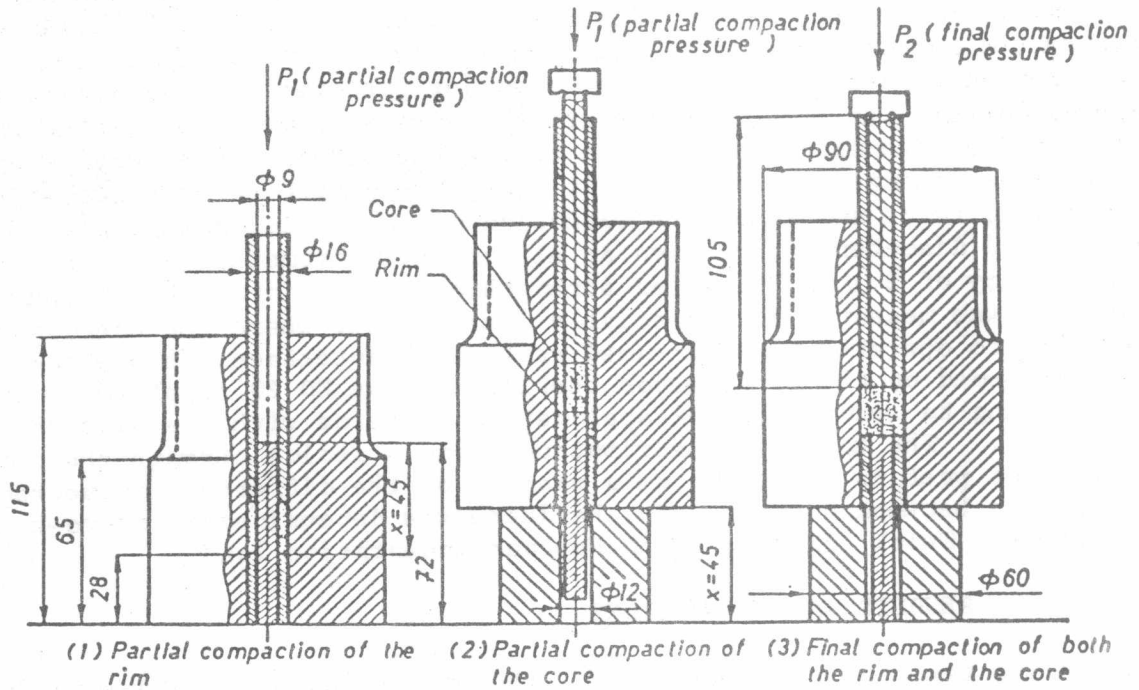 P1 (partial compaction
pressure)
P1 (partial compaction
pressure)
P2 (final compaction
pressure)
ϕ9
ϕ16
Core
Rim
ϕ90
105
115
65
28
x=45
72
ϕ12
x=45
ϕ60
(1) Partial compaction of the
rim
(2) Partial compaction of
the core
(3) Final compaction of both
the rim and the core